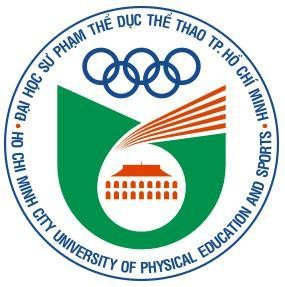 ĐẠI HỌC SƯ PHẠM THỂ DỤC THỂ THAO TP. HỒ CHÍ MINH
HO CHI MINH CITY UNIVERSITY OF PHYSICAL EDUCATION AND SPORTS